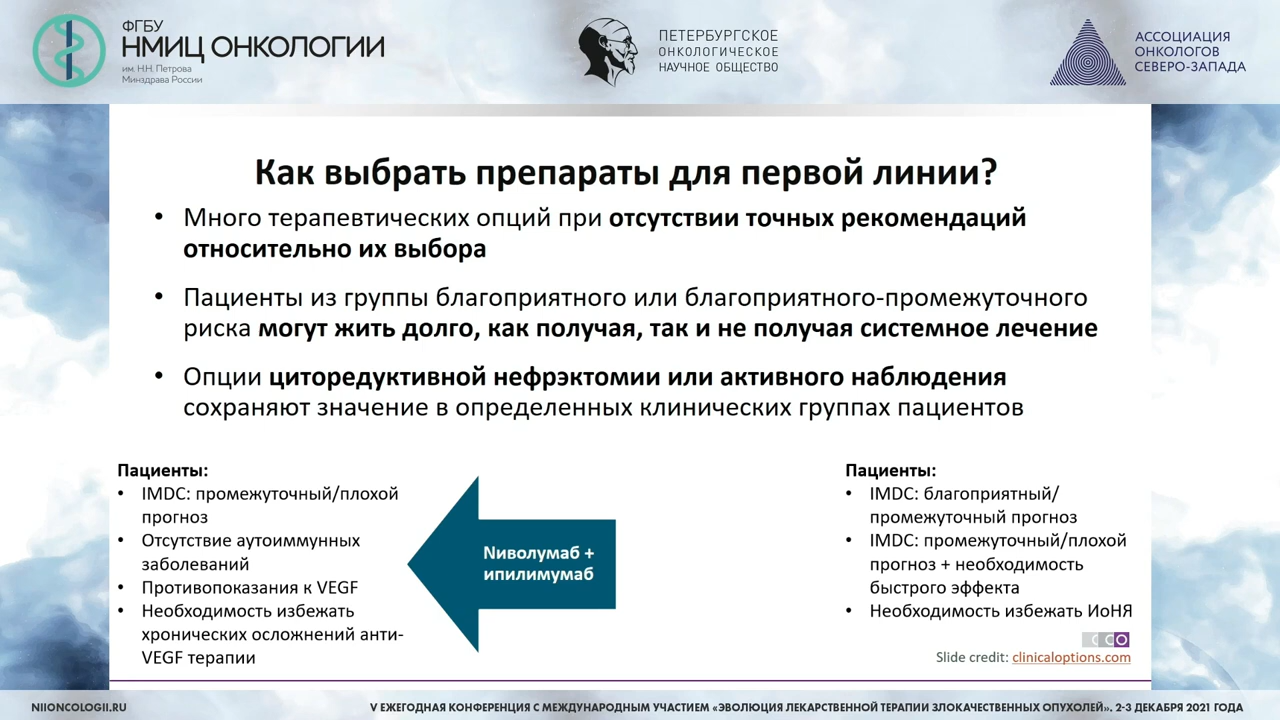 ФГБУ
НМИЦ ОНКОЛОГИИ
им. Н.Н. Петрова
Минздрава России
ПЕТЕРБУРГСКОЕ
ОНКОЛОГИЧЕСКОЕ
НАУЧНОЕ ОБЩЕСТВО
АССОЦИАЦИЯ
ОНКОЛОГОВ
СЕВЕРО-ЗАПАДА
Как выбрать препараты для первой линии?
• Много терапевтических опций при отсутствии точных рекомендаций
относительно их выбора
• Пациенты из группы благоприятного или благоприятного-промежуточного
риска могут жить долго, как получая, так и не получая системное лечение
• Опции циторедуктивной нефрэктомии или активного наблюдения
сохраняют значение в определенных клинических группах пациентов
Пациенты:
• IMDC: промежуточный/плохой
прогноз
• Отсутствие аутоиммунных
заболеваний
• Противопоказания к VEGF
• Необходимость избежать
хронических осложнений анти-
VEGF терапии
Nиволумаб +
ипилимумаб
Пациенты:
• IMDC: благоприятный/
промежуточный прогноз
• IMDC: промежуточный/плохой
прогноз + необходимость
быстрого эффекта
• Необходимость избежать ИоНЯ
CCO
Slide credit: clinicaloptions.com
NIIONCOLOGII.RU
V ЕЖЕГОДНАЯ КОНФЕРЕНЦИЯ С МЕЖДУНАРОДНЫМ УЧАСТИЕМ «ЭВОЛЮЦИЯ ЛЕКАРСТВЕННОЙ ТЕРАПИИ ЗЛОКАЧЕСТВЕННЫХ ОПУХОЛЕЙ». 2-3 ДЕКАБРЯ 2021 ГОДА